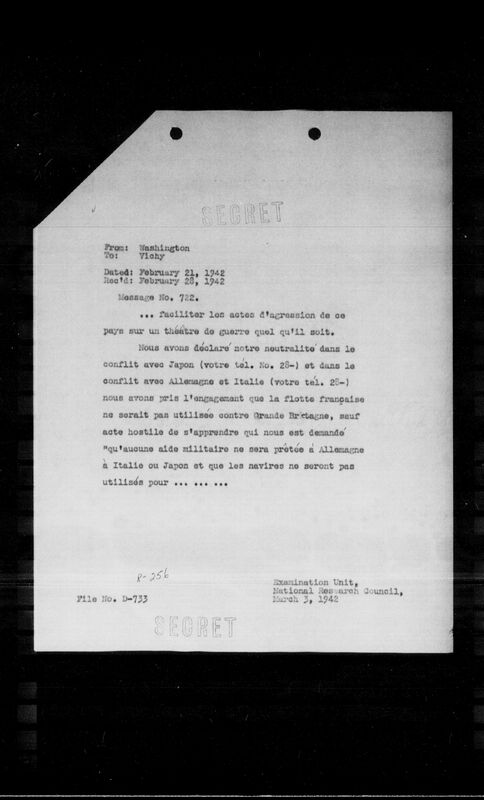 SECRET
From: Washington
To: Vichy
Dated: February 21, 1942
Rec'd: February 28, 1942
Message No. 722.
... faciliter les actes d'agression de ce
pays sur un théâtre de guerre quel qu'il soit.
Nous avons déclaré notre neutralité dans le
conflit avec Japon (votre tél. No. 28-) et dans le
conflit avec Allemagne et Italie (votre tél. 28-)
nous avons pris l'engagement que la flotte française
ne serait pas utilisée contre Grande Bretagne, sauf
acte hostile de s'apprendre qui nous est demandé
"qu'aucune aide militaire ne sera prêtée à Allemagne
à Italie ou Japon et que les navires ne seront pas
utilisés pour ... ... ...
R-256
Examination Unit,
National Research Council,
March 3, 1942
File No. D-733
SECRET